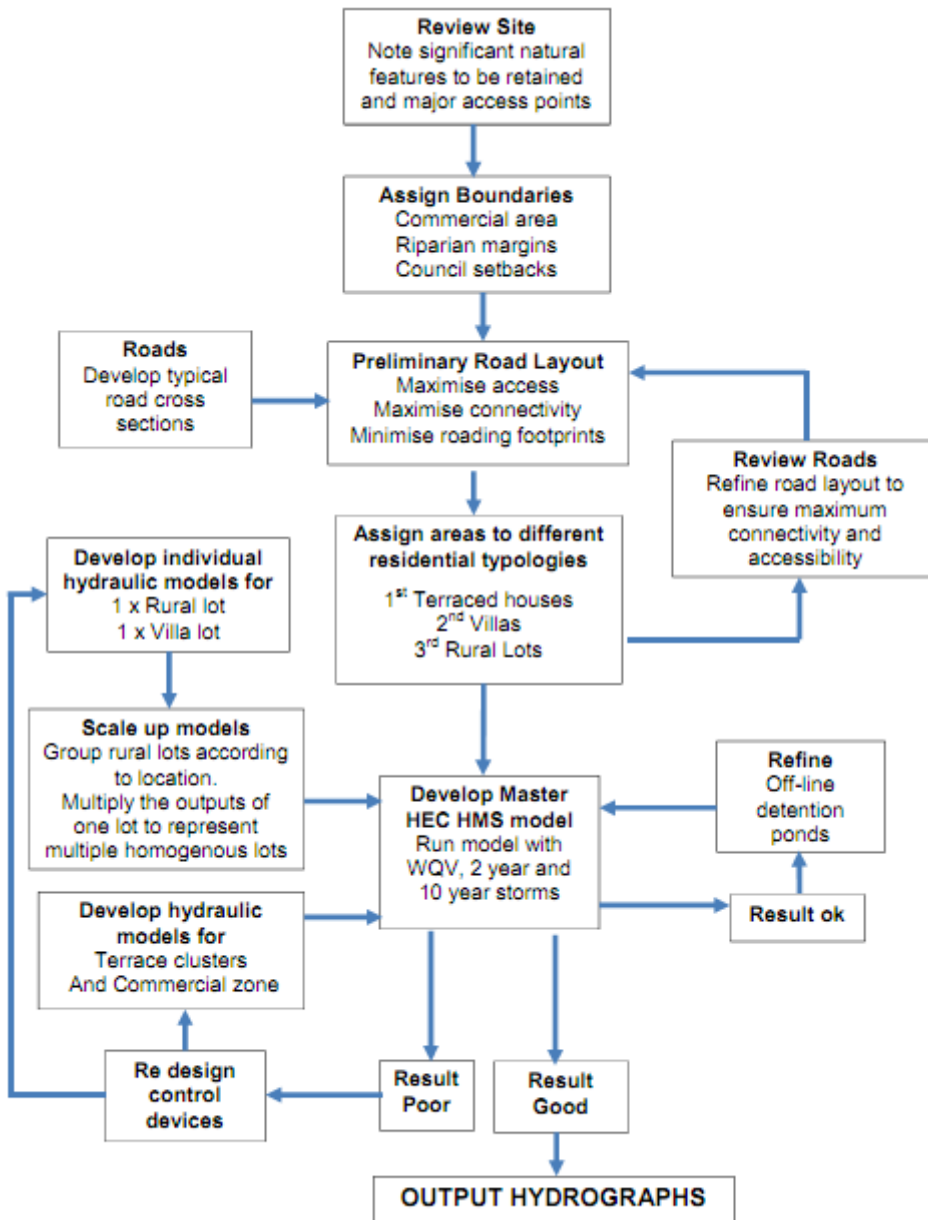 Review Site
Note significant natural
features to be retained
and major access points
Assign Boundaries
Commercial area
Riparian margins
Council setbacks
Roads
Develop typical
road cross
sections
Preliminary Road Layout
Maximise access
Maximise connectivity
Minimise roading footprints
Review Roads
Refine road layout to
ensure maximum
connectivity and
accessibility
Assign areas to different
residential typologies
1st Terraced houses
2nd Villas
3rd Rural Lots
Develop individual
hydraulic models for
1 x Rural lot
1 x Villa lot
Scale up models
Group rural lots according
to location.
Multiply the outputs of
one lot to represent
multiple homogenous lots
Develop Master
HEC HMS model
Run model with
WQV, 2 year and
10 year storms
Refine
Off-line
detention
ponds
Result ok
Develop hydraulic
models for
Terrace clusters
And Commercial zone
Re design
control
devices
Result
Poor
Result
Good
OUTPUT HYDROGRAPHS